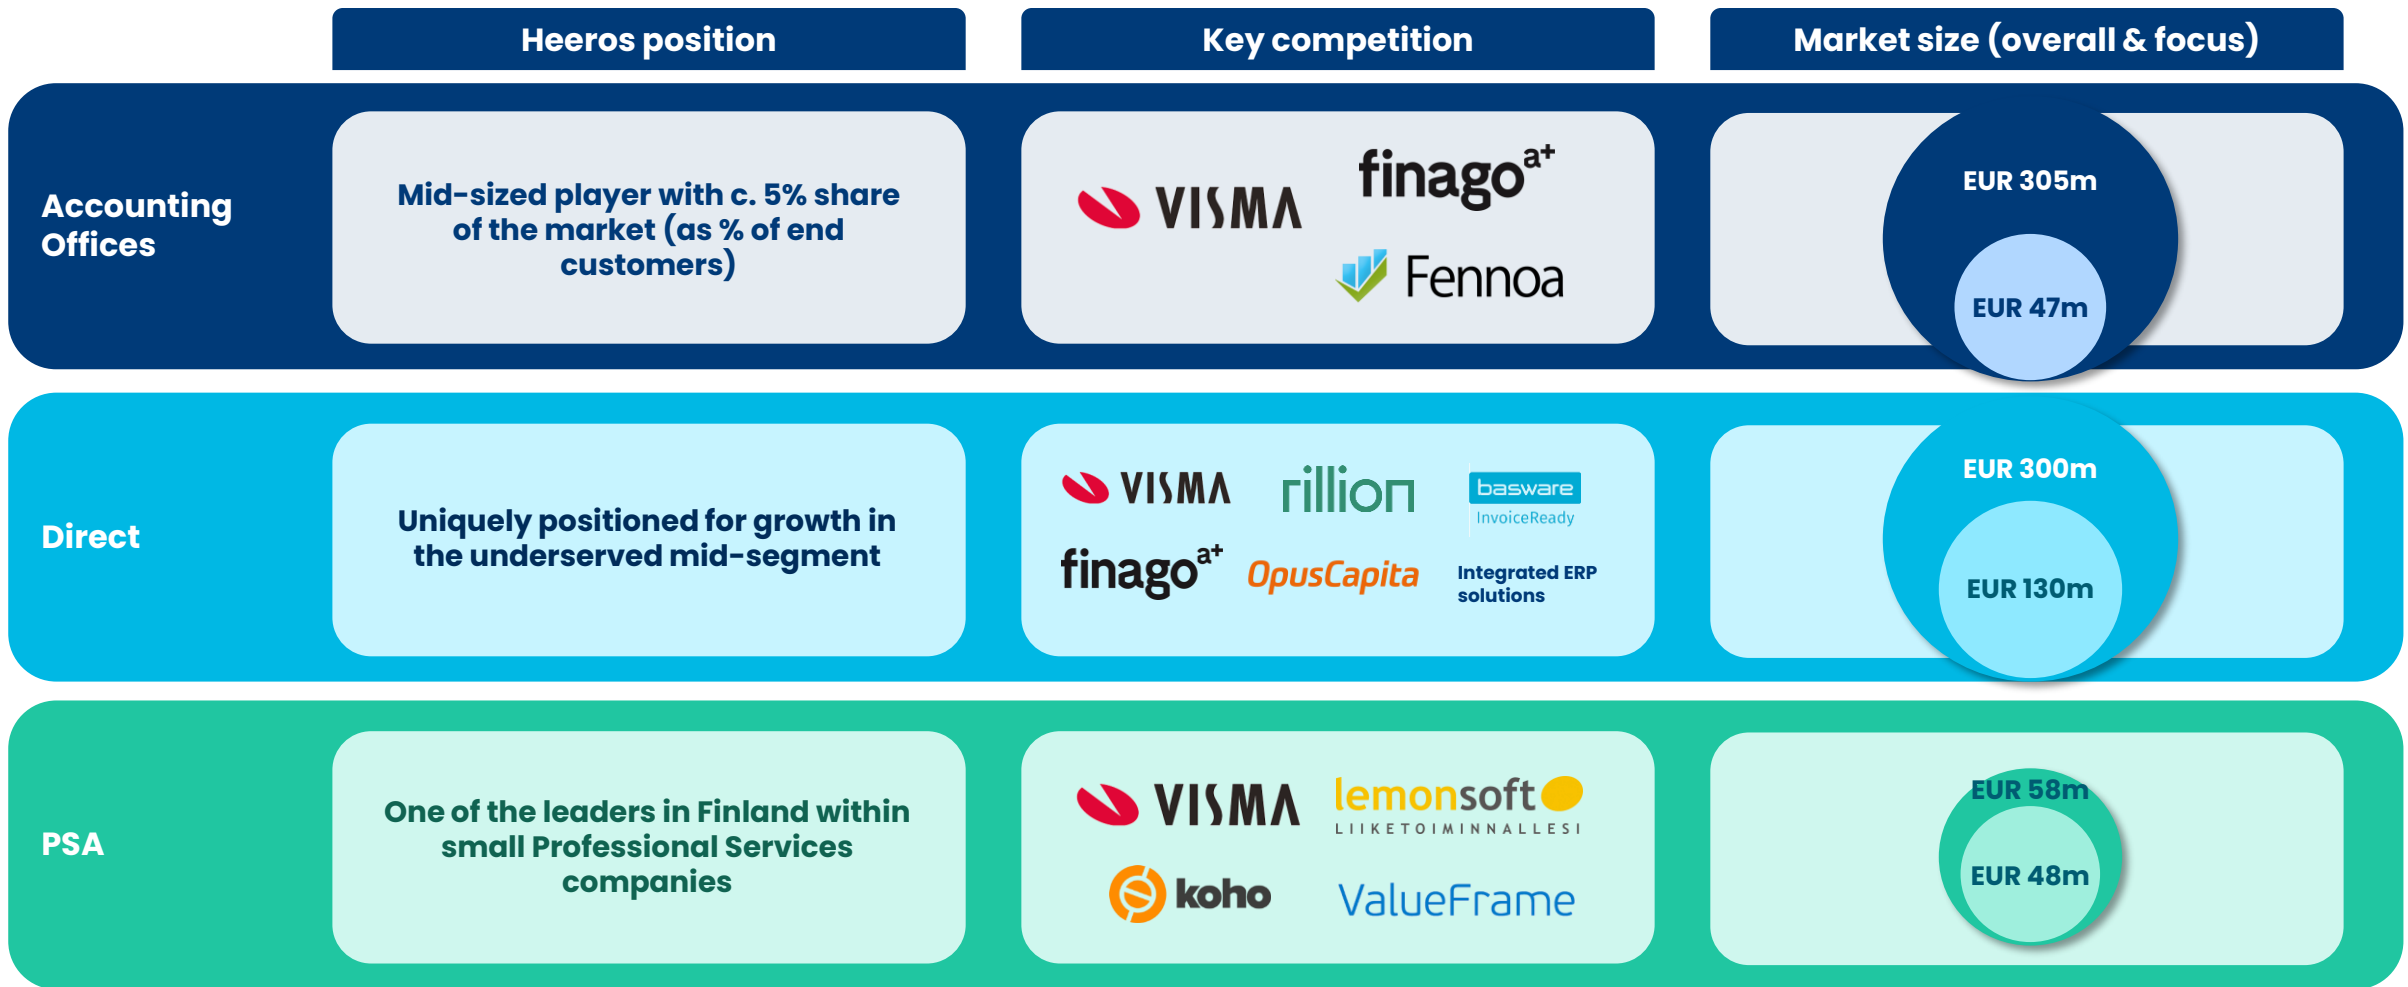 Heeros position
Key competition
Market size (overall & focus)
Accounting
Offices
Mid-sized player with c. 5% share
of the market (as % of end
customers)
VISMA
finago a+
Fennoa
EUR 305m
EUR 47m
Direct
Uniquely positioned for growth in
the underserved mid-segment
VISMA
rillion
basware
InvoiceReady
finago a+
OpusCapita
Integrated ERP
solutions
EUR 300m
EUR 130m
PSA
One of the leaders in Finland within
small Professional Services
companies
VISMA
lemonsoft
LIIKETOIMINNALLESI
koho
ValueFrame
EUR 58m
EUR 48m